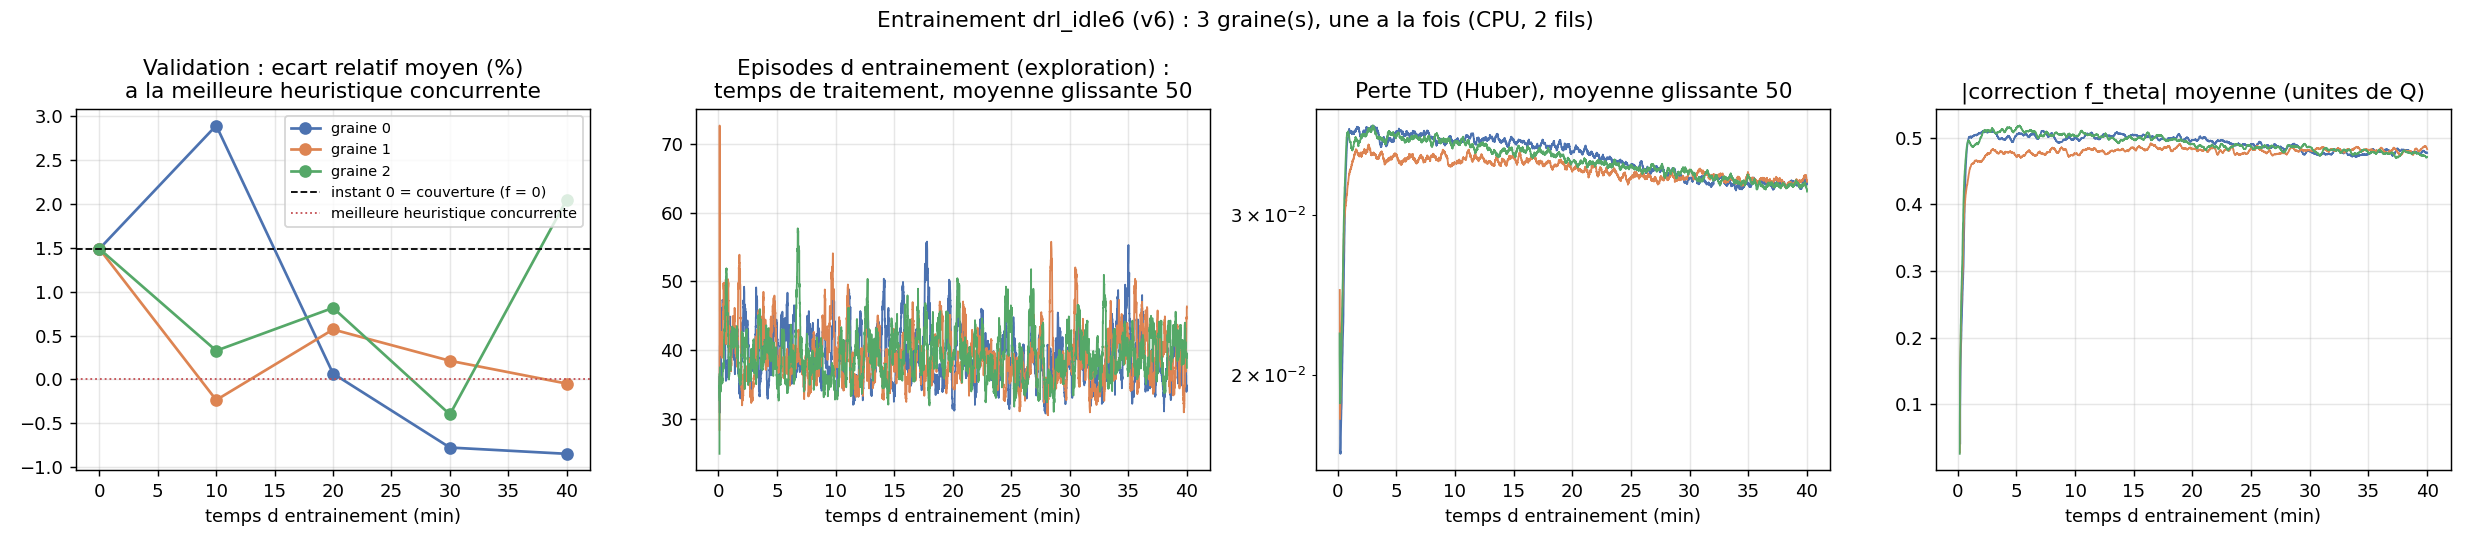 Entrainement drl_idle6 (v6) : 3 graine(s), une a la fois (CPU, 2 fils)
Validation : ecart relatif moyen (%)
a la meilleure heuristique concurrente
3.0
2.5
2.0
1.5
1.0
0.5
0.0
−0.5
−1.0
graine 0
graine 1
graine 2
instant 0 = couverture (f = 0)
meilleure heuristique concurrente
0 5 10 15 20 25 30 35 40
temps d entrainement (min)
Episodes d entrainement (exploration) :
temps de traitement, moyenne glissante 50
70
60
50
40
30
0 5 10 15 20 25 30 35 40
temps d entrainement (min)
Perte TD (Huber), moyenne glissante 50
3 × 10⁻²
2 × 10⁻²
0 5 10 15 20 25 30 35 40
temps d entrainement (min)
|correction f_theta| moyenne (unites de Q)
0.5
0.4
0.3
0.2
0.1
0 5 10 15 20 25 30 35 40
temps d entrainement (min)